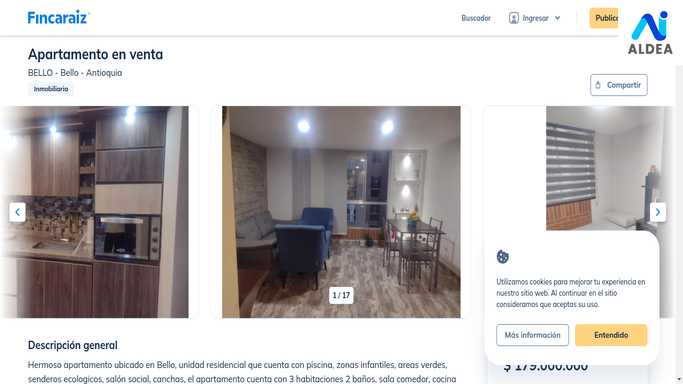 Fincaraiz
Buscador
Ingresar
ALDEA
Apartamento en venta
BELLO - Bello - Antioquia
Inmobiliario
Compartir
1 / 17
Utilizamos cookies para mejorar tu experiencia en
nuestro sitio web. Al continuar en el sitio
consideramos que aceptas su uso.
Más información
Entendido
$ 179.000.000
Descripción general
Hermoso apartamento ubicado en Bello, unidad residencial que cuenta con piscina, zonas infantiles, areas verdes,
senderos ecologicos, salón social, canchas, el apartamento cuenta con 3 habitaciones 2 baños, sala comedor, cocina